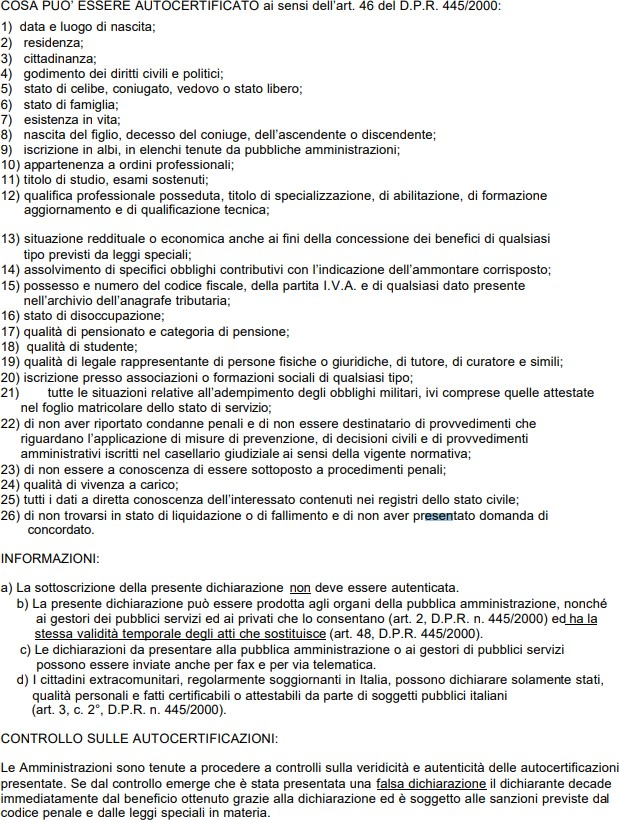 COSA PUO' ESSERE AUTOCERTIFICATO ai sensi dell'art. 46 del D.P.R. 445/2000:
1) data e luogo di nascita;
2) residenza;
3) cittadinanza;
4) godimento dei diritti civili e politici;
5) stato di celibe, coniugato, vedovo o stato libero;
6) stato di famiglia;
7) esistenza in vita;
8) nascita del figlio, decesso del coniuge, dell'ascendente o discendente;
9) iscrizione in albi, in elenchi tenute da pubbliche amministrazioni;
10) appartenenza a ordini professionali;
11) titolo di studio, esami sostenuti;
12) qualifica professionale posseduta, titolo di specializzazione, di abilitazione, di formazione
aggiornamento e di qualificazione tecnica;
13) situazione reddituale o economica anche ai fini della concessione dei benefici di qualsiasi
tipo previsti da leggi speciali;
14) assolvimento di specifici obblighi contributivi con l'indicazione dell'ammontare corrisposto;
15) possesso e numero del codice fiscale, della partita I.V.A. e di qualsiasi dato presente
nell'archivio dell'anagrafe tributaria;
16) stato di disoccupazione;
17) qualità di pensionato e categoria di pensione;
18) qualità di studente;
19) qualità di legale rappresentante di persone fisiche o giuridiche, di tutore, di curatore e simili;
20) iscrizione presso associazioni o formazioni sociali di qualsiasi tipo;
21) tutte le situazioni relative all'adempimento degli obblighi militari, ivi comprese quelle attestate
nel foglio matricolare dello stato di servizio;
22) di non aver riportato condanne penali e di non essere destinatario di provvedimenti che
riguardano l'applicazione di misure di prevenzione, di decisioni civili e di provvedimenti
amministrativi iscritti nel casellario giudiziale ai sensi della vigente normativa;
23) di non essere a conoscenza di essere sottoposto a procedimenti penali;
24) qualità di vivenza a carico;
25) tutti i dati a diretta conoscenza dell'interessato contenuti nei registri dello stato civile;
26) di non trovarsi in stato di liquidazione o di fallimento e di non aver presentato domanda di
concordato.
INFORMAZIONI:
a) La sottoscrizione della presente dichiarazione non deve essere autenticata.
b) La presente dichiarazione può essere prodotta agli organi della pubblica amministrazione, nonché
ai gestori dei pubblici servizi ed ai privati che lo consentano (art. 2, D.P.R. n. 445/2000) ed ha la
stessa validità temporale degli atti che sostituisce (art. 48, D.P.R. 445/2000).
c) Le dichiarazioni da presentare alla pubblica amministrazione o ai gestori di pubblici servizi
possono essere inviate anche per fax e per via telematica.
d) I cittadini extracomunitari, regolarmente soggiornanti in Italia, possono dichiarare solamente stati,
qualità personali e fatti certificabili o attestabili da parte di soggetti pubblici italiani
(art. 3, c. 2°, D.P.R. n. 445/2000).
CONTROLLO SULLE AUTOCERTIFICAZIONI:
Le Amministrazioni sono tenute a procedere a controlli sulla veridicità e autenticità delle autocertificazioni
presentate. Se dal controllo emerge che è stata presentata una falsa dichiarazione il dichiarante decade
immediatamente dal beneficio ottenuto grazie alla dichiarazione ed è soggetto alle sanzioni previste dal
codice penale e dalle leggi speciali in materia.